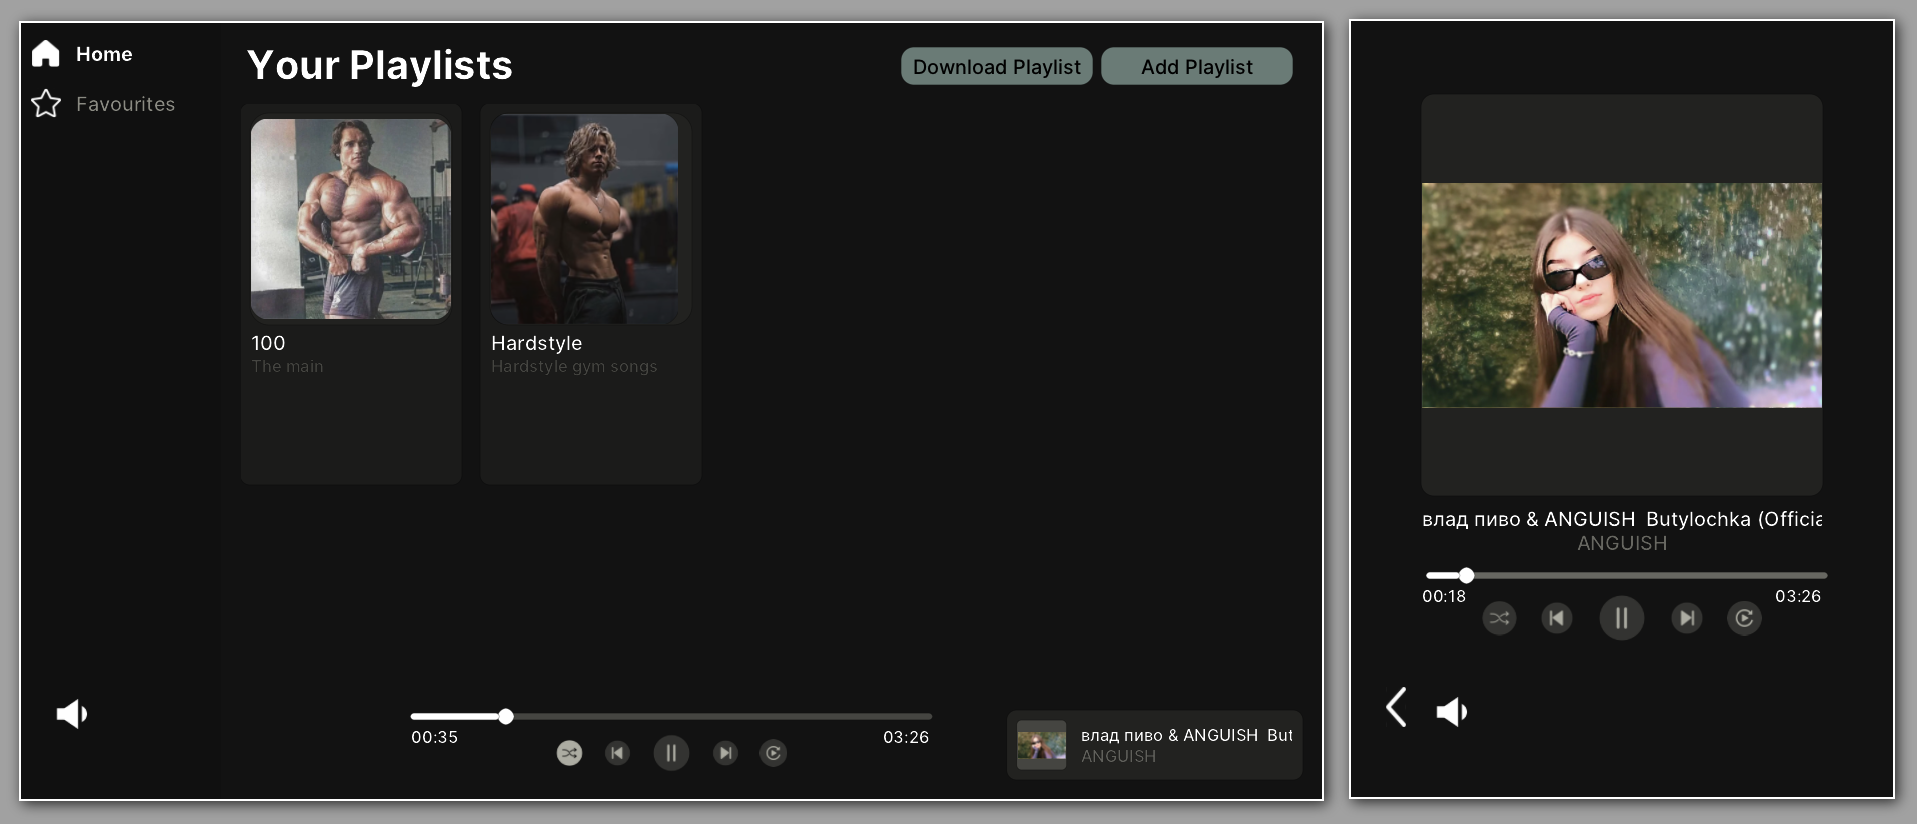 Home
Favourites
Your Playlists
Download Playlist
Add Playlist
100
The main
Hardstyle
Hardstyle gym songs
00:35
03:26
влад пиво & ANGUISH  But
ANGUISH
влад пиво & ANGUISH  Butylochka (Officia
ANGUISH
00:18
03:26